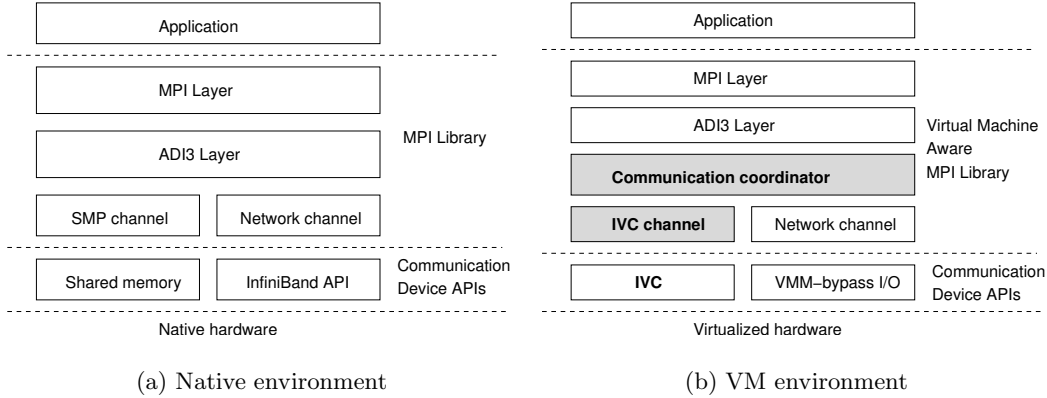 Application
MPI Layer
MPI Library
ADI3 Layer
SMP channel
Network channel
Shared memory
InfiniBand API
Communication
Device APIs
Native hardware
(a) Native environment
Application
MPI Layer
ADI3 Layer
Virtual Machine
Aware
MPI Library
Communication coordinator
IVC channel
Network channel
IVC
VMM−bypass I/O
Communication
Device APIs
Virtualized hardware
(b) VM environment